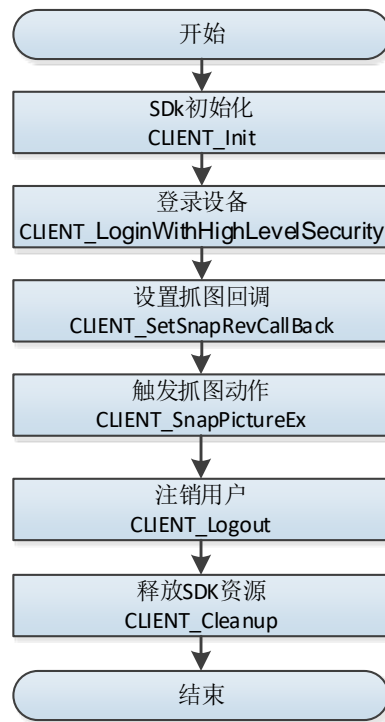 开始
SDk初始化
CLIENT_Init
登录设备
CLIENT_LoginWithHighLevelSecurity
设置抓图回调
CLIENT_SetSnapRevCallBack
触发抓图动作
CLIENT_SnapPictureEx
注销用户
CLIENT_Logout
释放SDK资源
CLIENT_Cleanup
结束